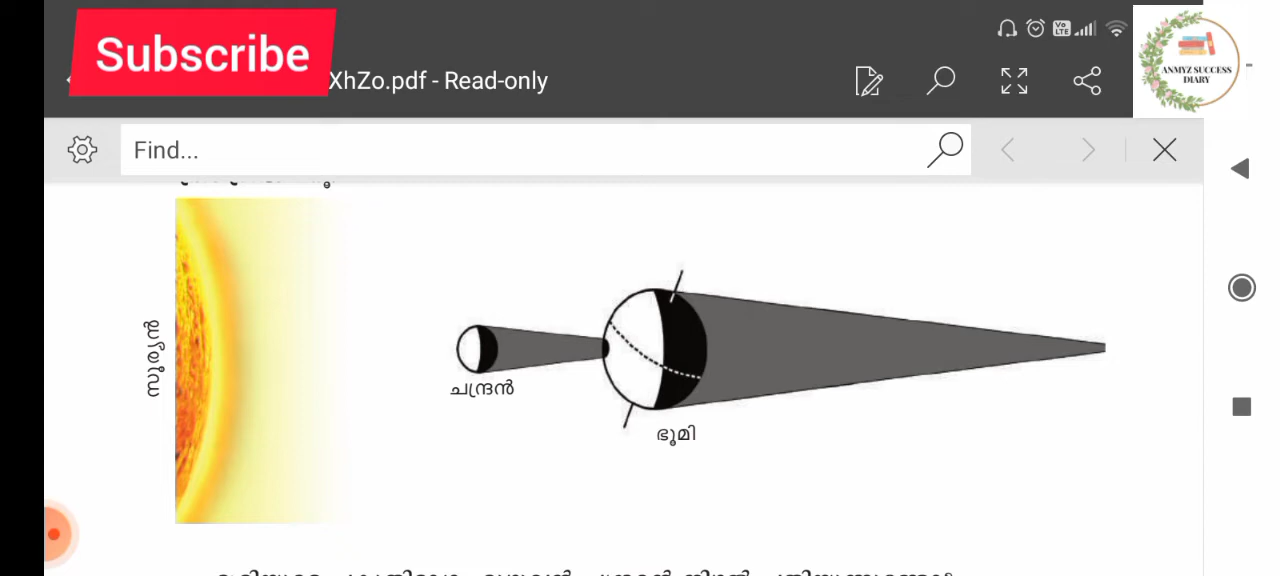 Subscribe
XhZo.pdf - Read-only
ANMYZ SUCCESS
DIARY
Find...
സൂര്യൻ
ചന്ദ്രൻ
ഭൂമി